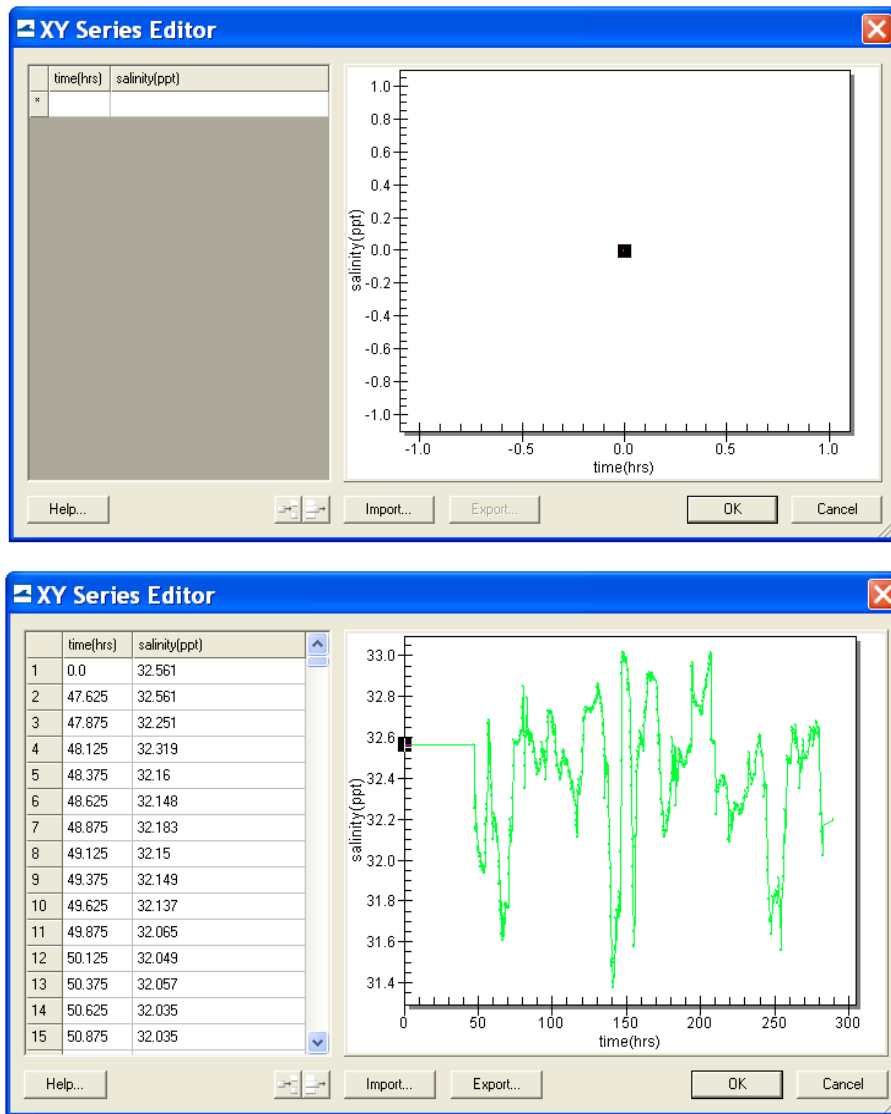 XY Series Editor
time(hrs) salinity(ppt)
*
1.0
0.8
0.6
0.4
0.2
0.0
-0.2
-0.4
-0.6
-0.8
-1.0
salinity(ppt)
-1.0 -0.5 0.0 0.5 1.0
time(hrs)
Help... Import... Export... OK Cancel
XY Series Editor
time(hrs) salinity(ppt)
1 0.0 32.561
2 47.625 32.561
3 47.875 32.251
4 48.125 32.319
5 48.375 32.16
6 48.625 32.148
7 48.875 32.183
8 49.125 32.15
9 49.375 32.149
10 49.625 32.137
11 49.875 32.065
12 50.125 32.049
13 50.375 32.057
14 50.625 32.035
15 50.875 32.035
33.0
32.8
32.6
32.4
32.2
32.0
31.8
31.6
31.4
salinity(ppt)
0 50 100 150 200 250 300
time(hrs)
Help... Import... Export... OK Cancel